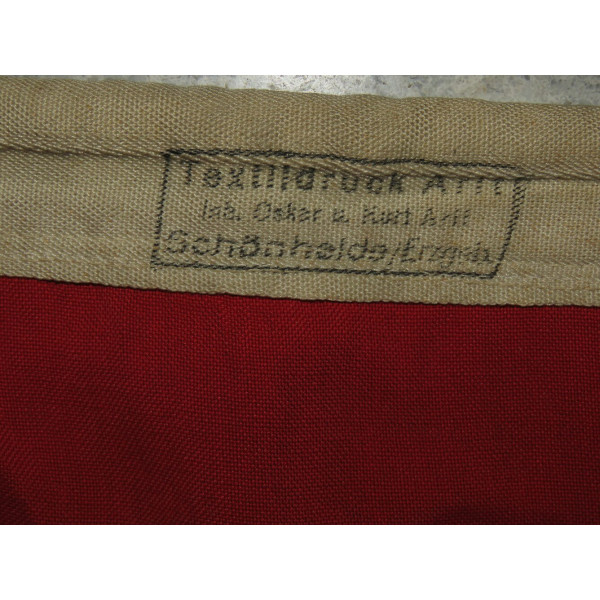 Textildruck Arlt
Inh. Oskar u. Kurt Arlt
Schönheide/Erzgeb.